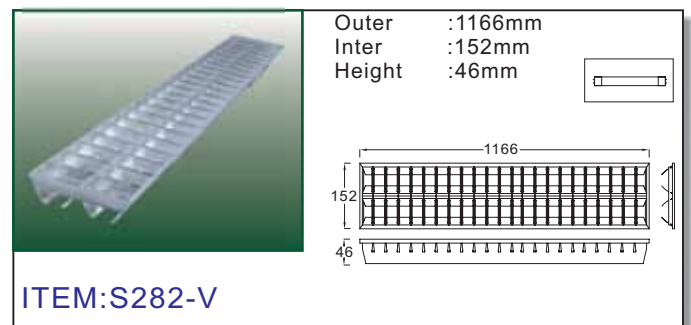 Outer :1166mm
Inter :152mm
Height :46mm
1166
152
46
ITEM:S282-V